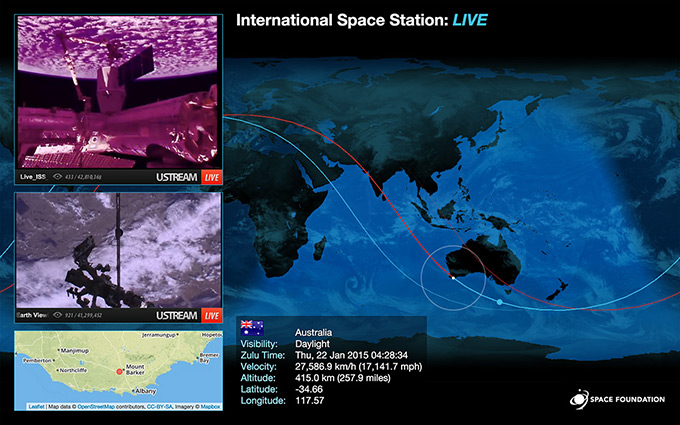 International Space Station: LIVE
Live_ISS 433 / 42,810,366 USTREAM LIVE
Earth View 921 / 41,299,452 USTREAM LIVE
Jerramungup
Hopeto
Manjimup
Bremer
Bay
Pemberton
Northcliffe
Mount
Barker
Albany
Leaflet | Map data © OpenStreetMap contributors, CC-BY-SA, Imagery © Mapbox
Australia
Visibility: Daylight
Zulu Time: Thu, 22 Jan 2015 04:28:34
Velocity: 27,586.9 km/h (17,141.7 mph)
Altitude: 415.0 km (257.9 miles)
Latitude: -34.66
Longitude: 117.57
SPACE FOUNDATION